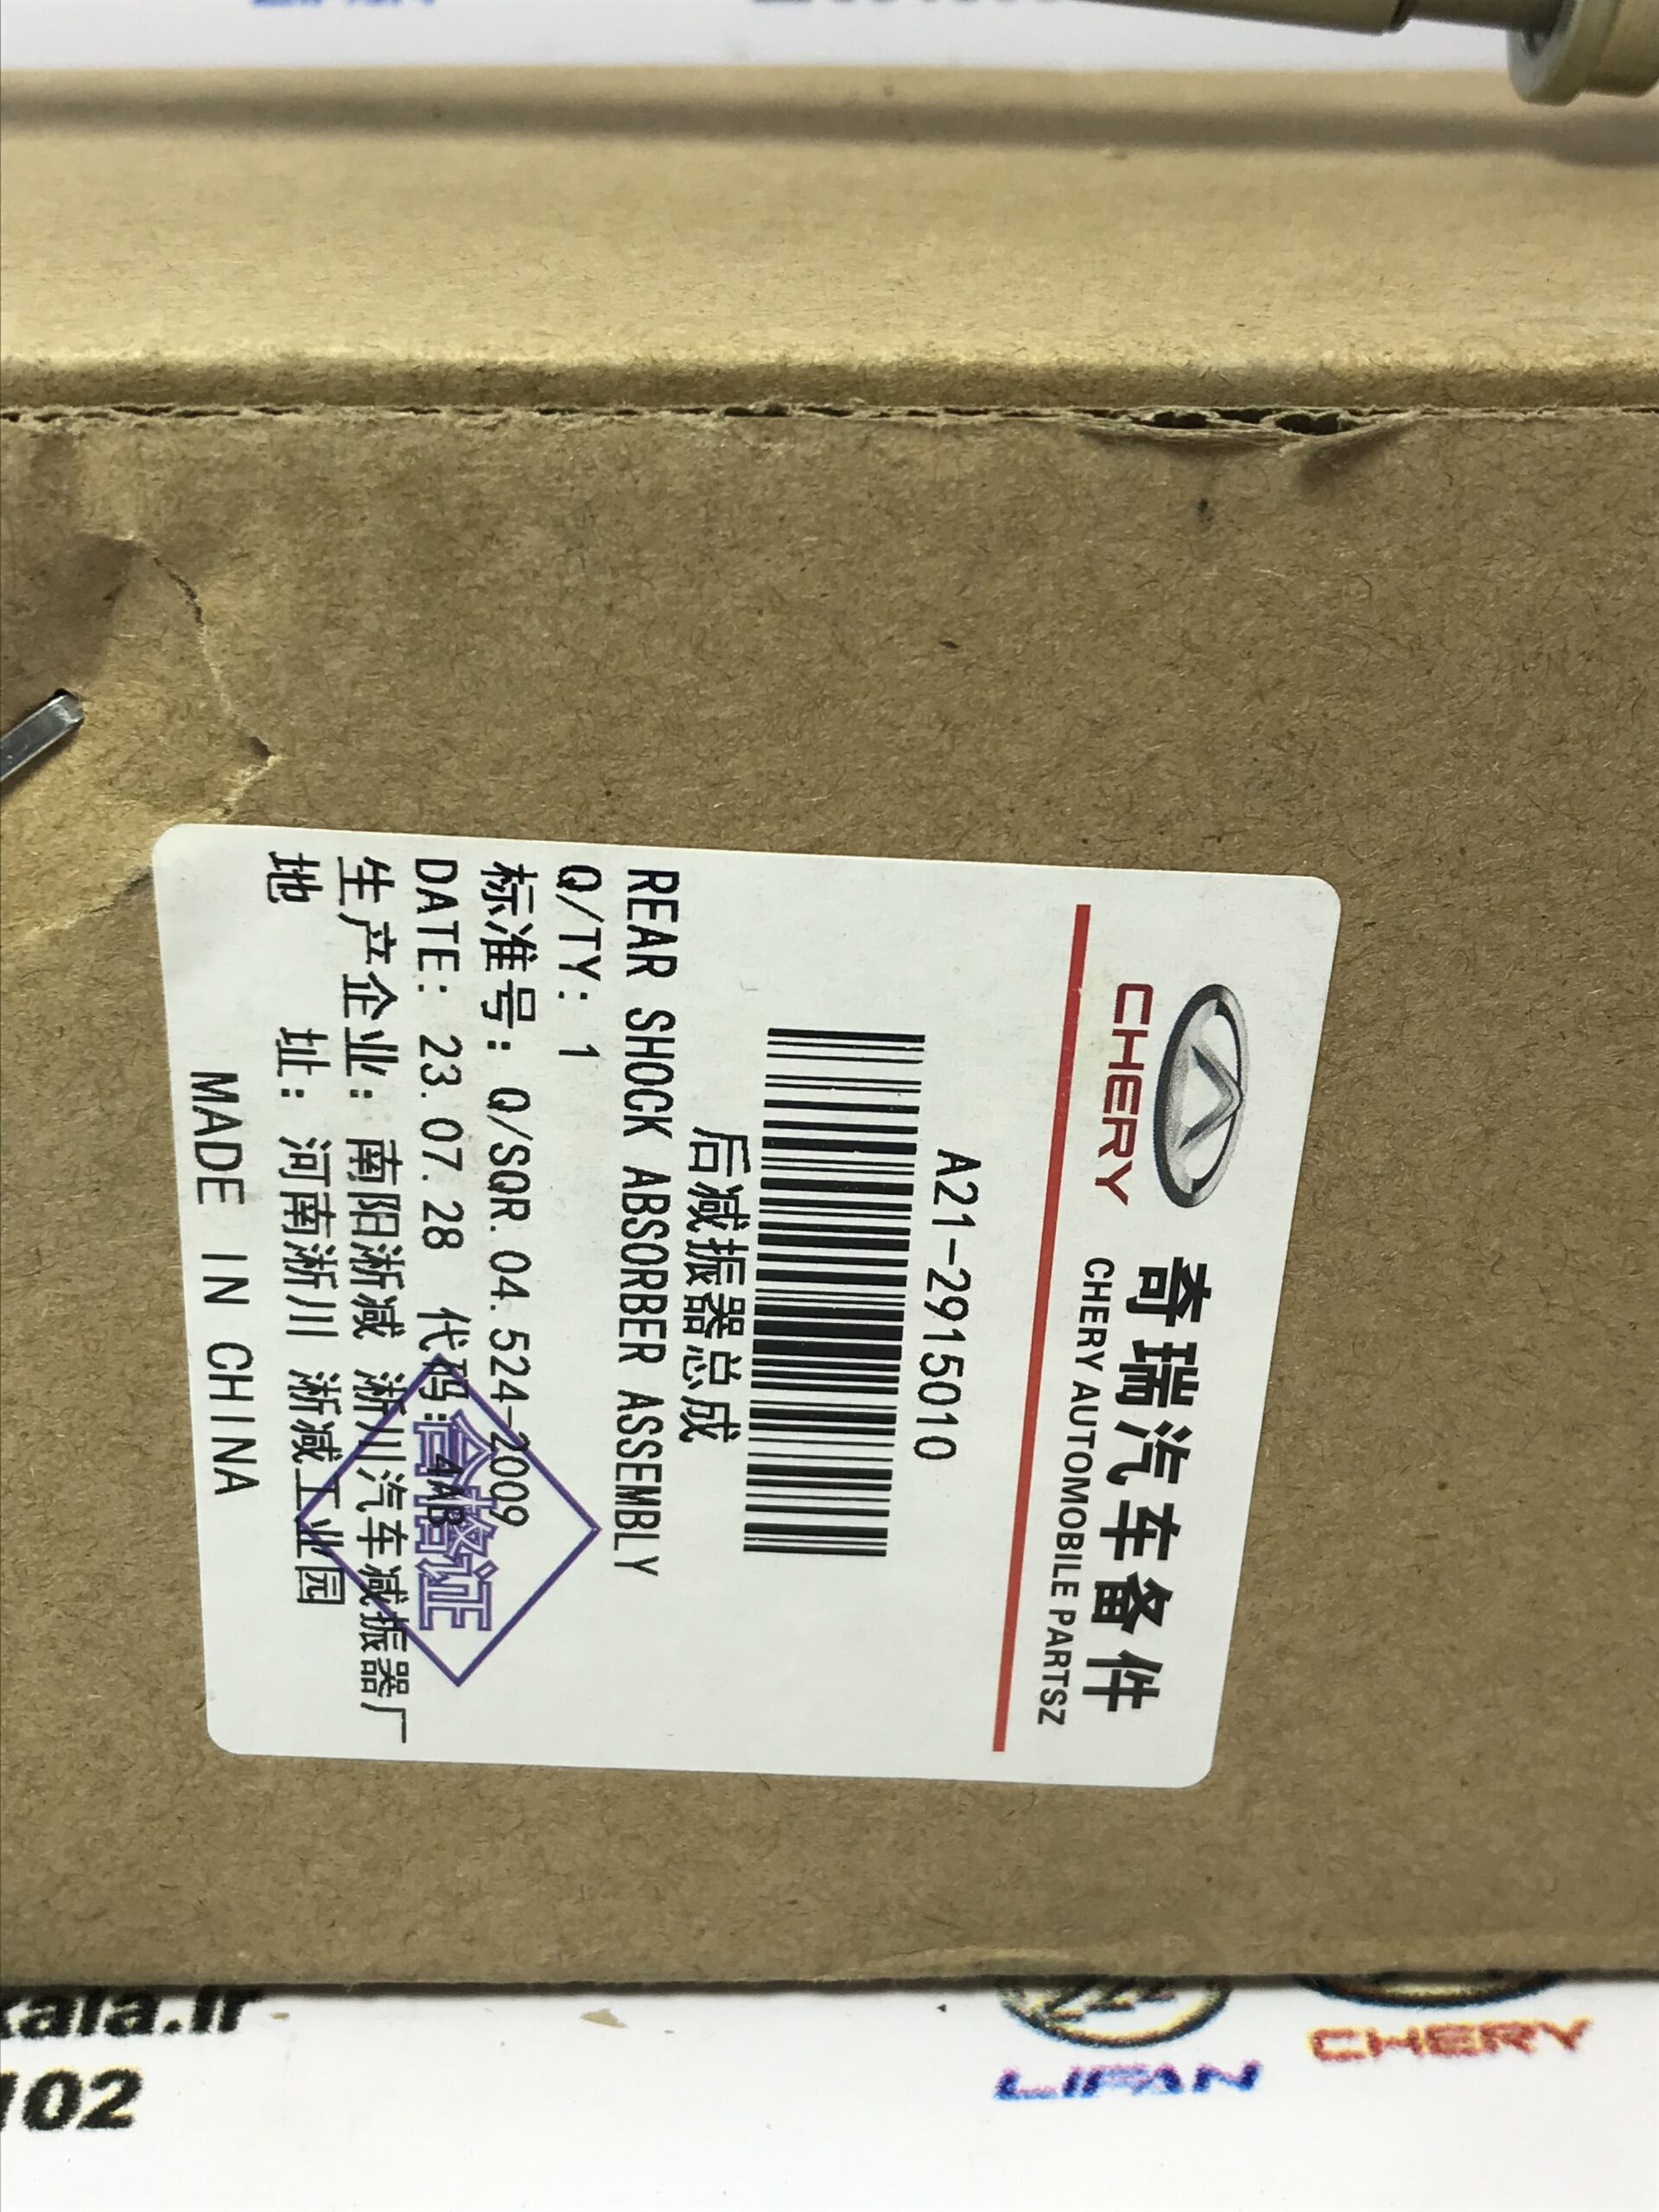 CHERY
奇瑞汽车备件
CHERY AUTOMOBILE PARTSZ
A21-2915010
后减振器总成
REAR SHOCK ABSORBER ASSEMBLY
Q/TY: 1
标准号: Q/SQR.04.524-2009
DATE: 23.07.28 代码: 4AB
生产企业: 南阳淅减 淅川汽车减振器厂
地 址: 河南淅川 淅减工业园
MADE IN CHINA
合格证
LIFAN
CHERY
kala.ir
102